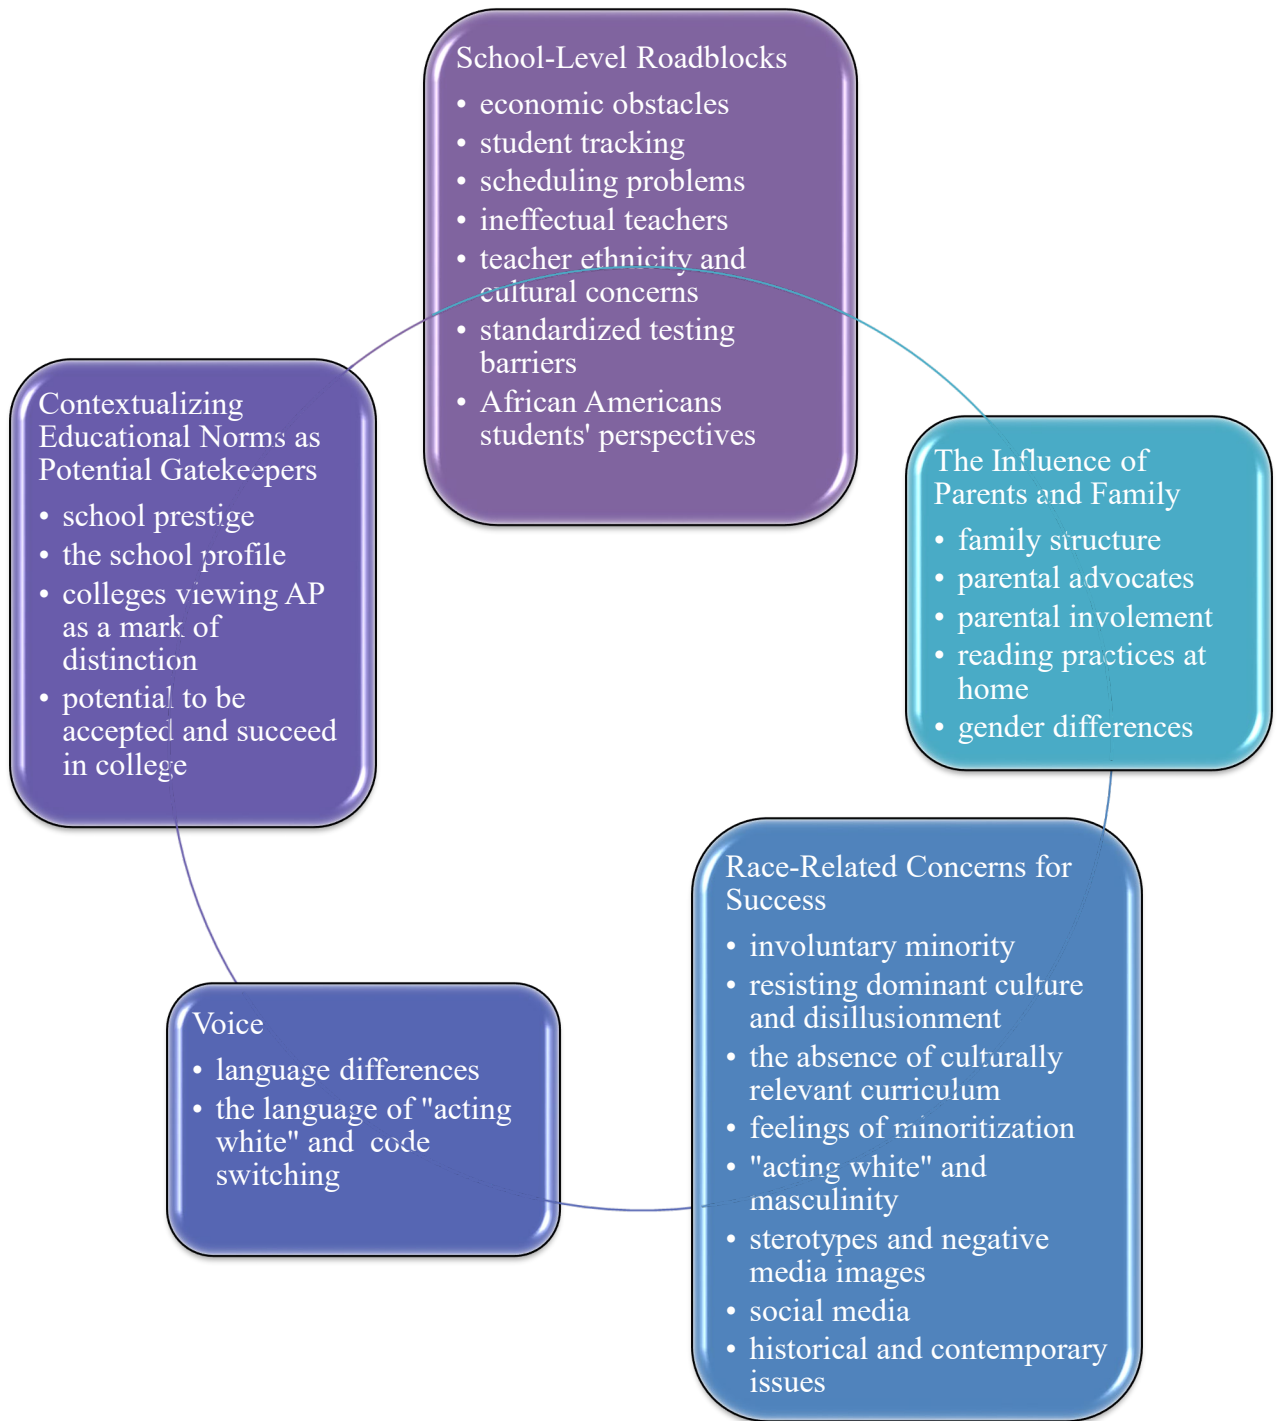 School-Level Roadblocks
• economic obstacles
• student tracking
• scheduling problems
• ineffectual teachers
• teacher ethnicity and
cultural concerns
• standardized testing
barriers
• African Americans
students' perspectives
The Influence of
Parents and Family
• family structure
• parental advocates
• parental involement
• reading practices at
home
• gender differences
Race-Related Concerns for
Success
• involuntary minority
• resisting dominant culture
and disillusionment
• the absence of culturally
relevant curriculum
• feelings of minoritization
• "acting white" and
masculinity
• sterotypes and negative
media images
• social media
• historical and contemporary
issues
Voice
• language differences
• the language of "acting
white" and  code
switching
Contextualizing
Educational Norms as
Potential Gatekeepers
• school prestige
• the school profile
• colleges viewing AP
as a mark of
distinction
• potential to be
accepted and succeed
in college